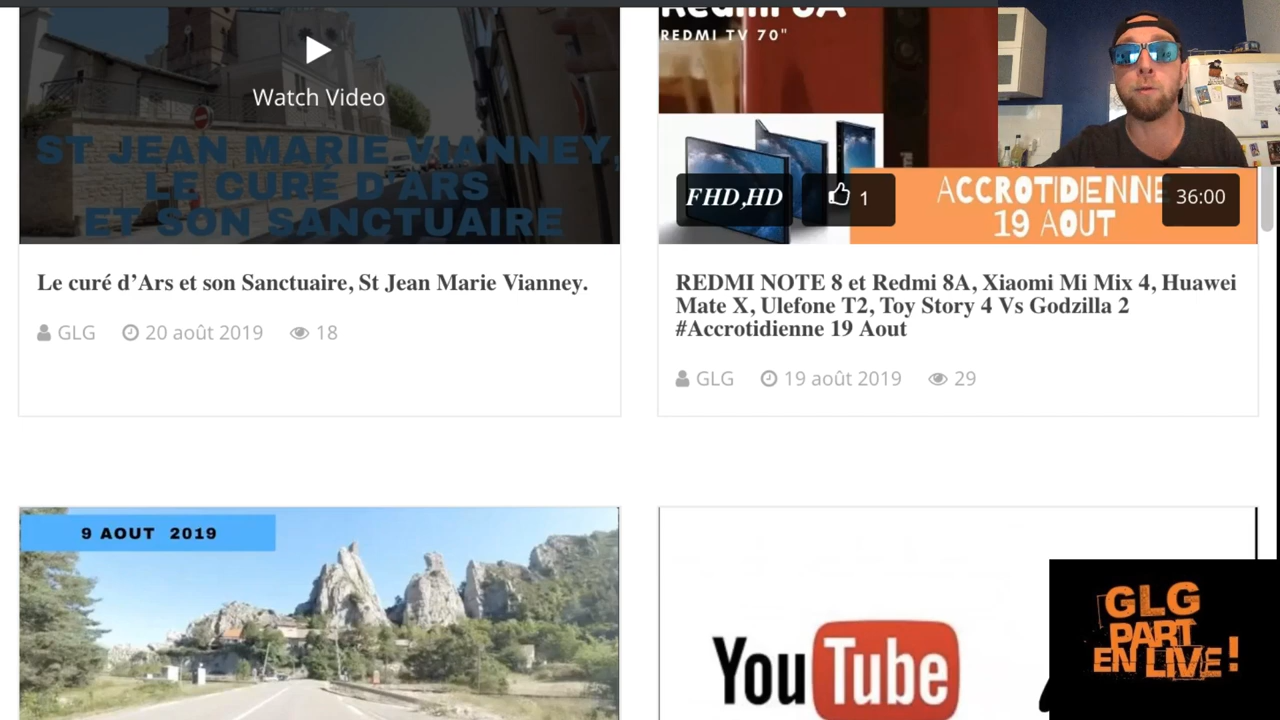 Watch Video
ST JEAN MARIE VIANNEY,
LE CURÉ D'ARS
ET SON SANCTUAIRE
REDMI TV 70"
FHD,HD
1
ACCROTIDIENNE
19 AOUT
36:00
Le curé d’Ars et son Sanctuaire, St Jean Marie Vianney.
GLG 20 août 2019 18
REDMI NOTE 8 et Redmi 8A, Xiaomi Mi Mix 4, Huawei
Mate X, Ulefone T2, Toy Story 4 Vs Godzilla 2
#Accrotidienne 19 Aout
GLG 19 août 2019 29
9 AOUT 2019
YouTube
GLG
PART
EN LIVE !